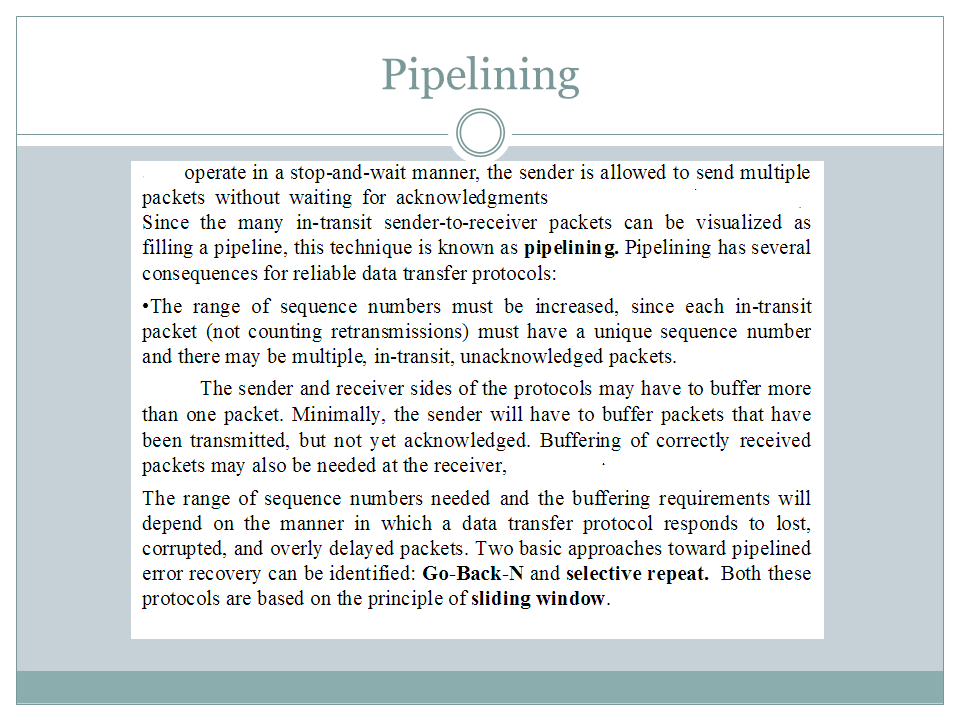 Pipelining
operate in a stop-and-wait manner, the sender is allowed to send multiple
packets without waiting for acknowledgments
Since the many in-transit sender-to-receiver packets can be visualized as
filling a pipeline, this technique is known as pipelining. Pipelining has several
consequences for reliable data transfer protocols:
•The range of sequence numbers must be increased, since each in-transit
packet (not counting retransmissions) must have a unique sequence number
and there may be multiple, in-transit, unacknowledged packets.
The sender and receiver sides of the protocols may have to buffer more
than one packet. Minimally, the sender will have to buffer packets that have
been transmitted, but not yet acknowledged. Buffering of correctly received
packets may also be needed at the receiver,
The range of sequence numbers needed and the buffering requirements will
depend on the manner in which a data transfer protocol responds to lost,
corrupted, and overly delayed packets. Two basic approaches toward pipelined
error recovery can be identified: Go-Back-N and selective repeat. Both these
protocols are based on the principle of sliding window.